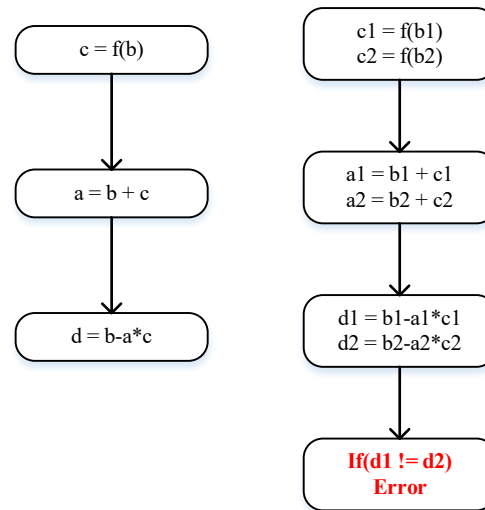 c = f(b)
a = b + c
d = b-a*c
c1 = f(b1)
c2 = f(b2)
a1 = b1 + c1
a2 = b2 + c2
d1 = b1-a1*c1
d2 = b2-a2*c2
If(d1 != d2)
Error